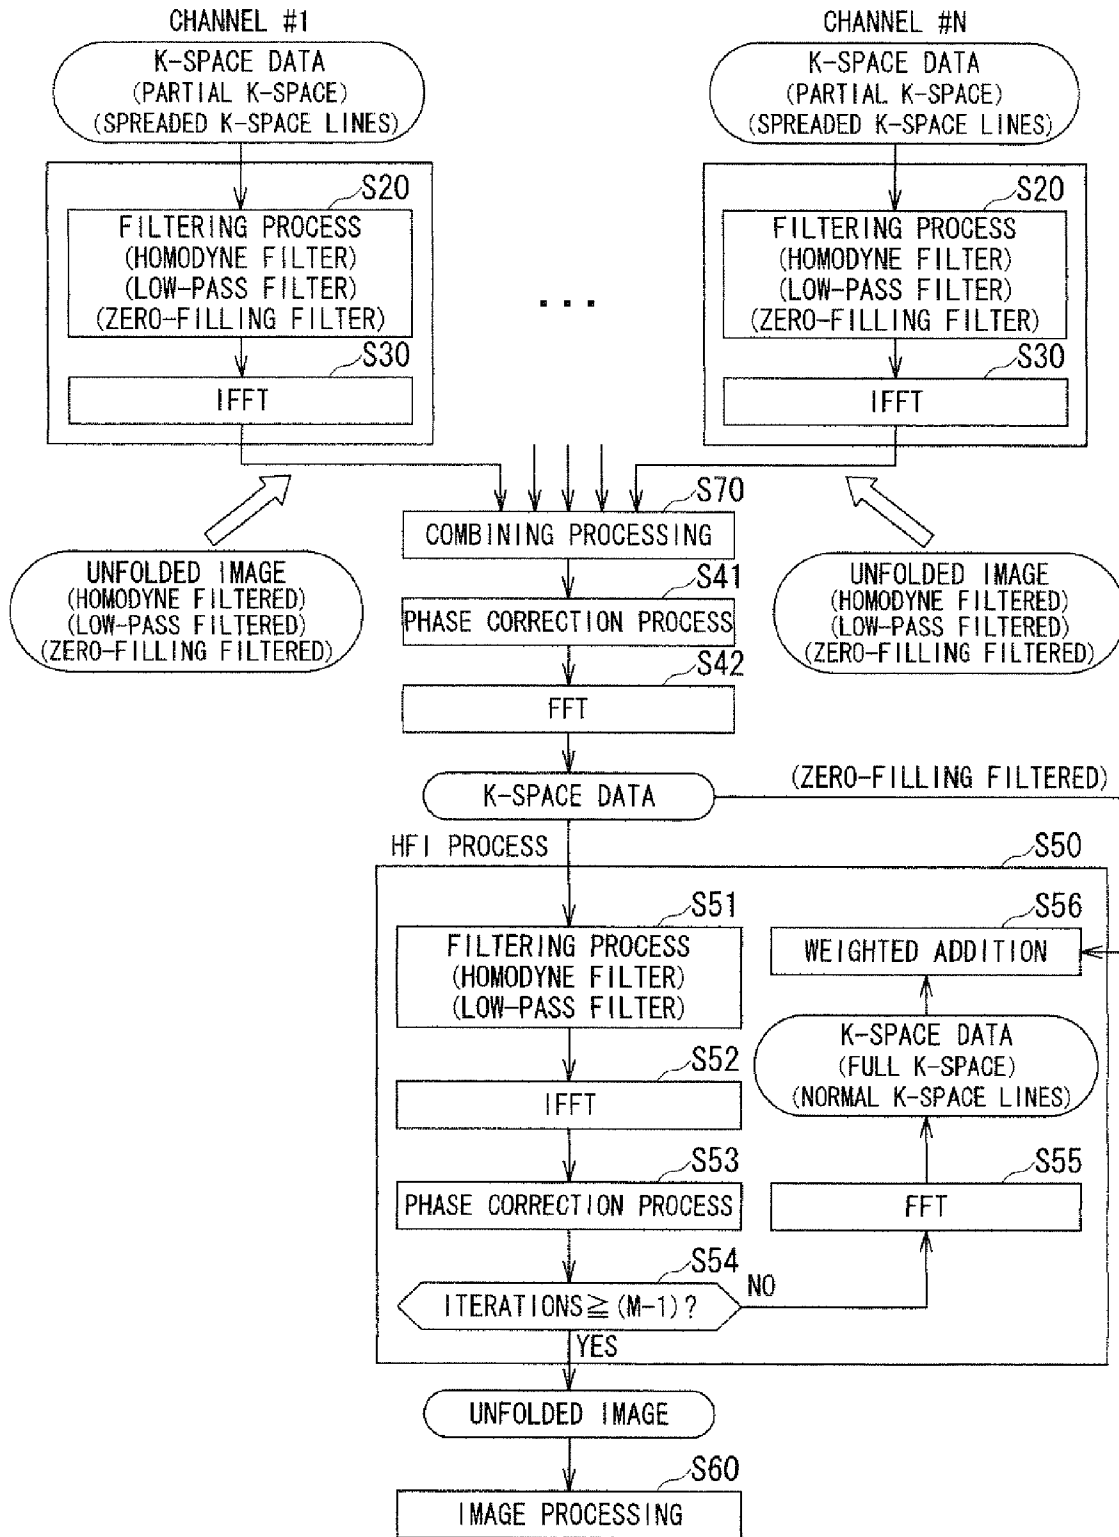 CHANNEL #1
K-SPACE DATA
(PARTIAL K-SPACE)
(SPREADED K-SPACE LINES)
S20
FILTERING PROCESS
(HOMODYNE FILTER)
(LOW-PASS FILTER)
(ZERO-FILLING FILTER)
S30
IFFT
CHANNEL #N
K-SPACE DATA
(PARTIAL K-SPACE)
(SPREADED K-SPACE LINES)
S20
FILTERING PROCESS
(HOMODYNE FILTER)
(LOW-PASS FILTER)
(ZERO-FILLING FILTER)
S30
IFFT
...
UNFOLDED IMAGE
(HOMODYNE FILTERED)
(LOW-PASS FILTERED)
(ZERO-FILLING FILTERED)
S70
COMBINING PROCESSING
S41
PHASE CORRECTION PROCESS
S42
FFT
UNFOLDED IMAGE
(HOMODYNE FILTERED)
(LOW-PASS FILTERED)
(ZERO-FILLING FILTERED)
K-SPACE DATA
(ZERO-FILLING FILTERED)
HFI PROCESS
S50
S51
FILTERING PROCESS
(HOMODYNE FILTER)
(LOW-PASS FILTER)
S52
IFFT
S53
PHASE CORRECTION PROCESS
S54
ITERATIONS≧(M-1)?
NO
YES
S56
WEIGHTED ADDITION
K-SPACE DATA
(FULL K-SPACE)
(NORMAL K-SPACE LINES)
S55
FFT
UNFOLDED IMAGE
S60
IMAGE PROCESSING